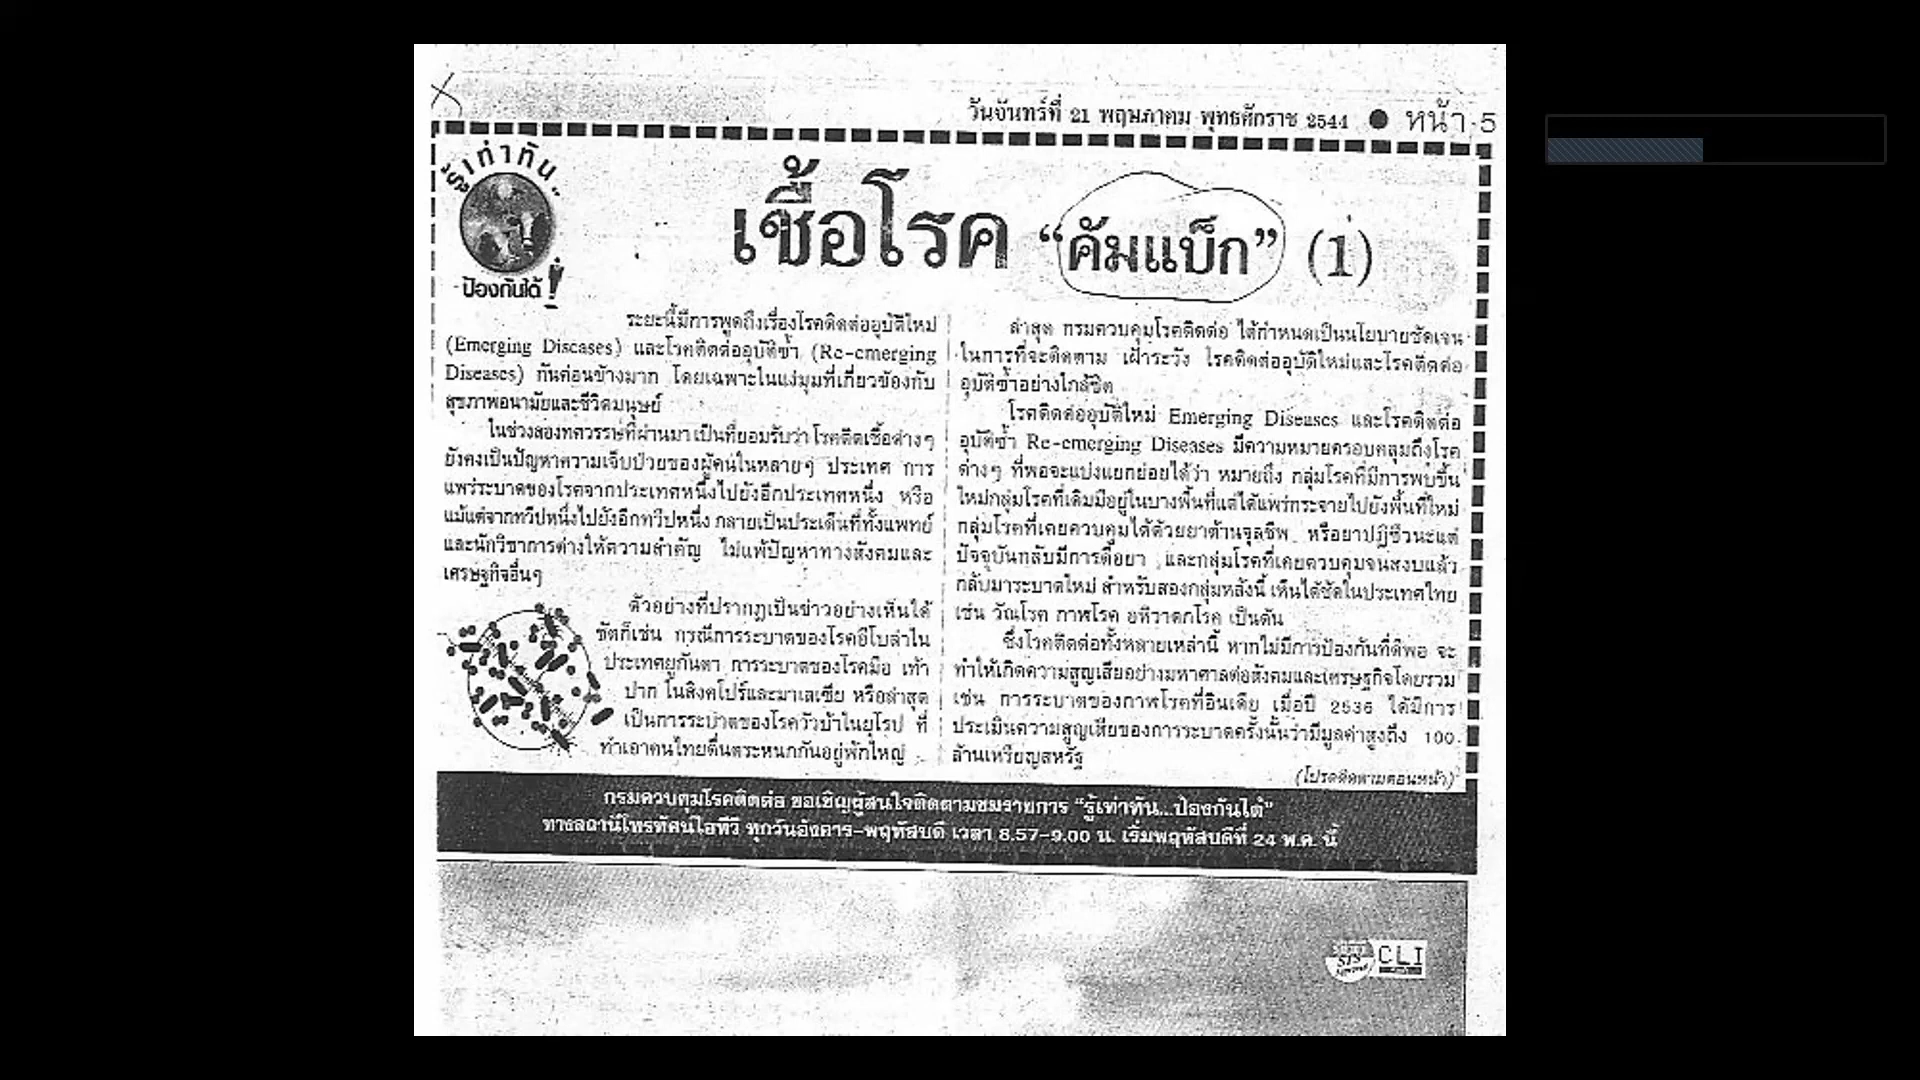 วันจันทร์ที่ 21 พฤษภาคม พุทธศักราช 2544 ● หน้า 5
รู้เท่าทัน..
ป้องกันได้!
เชื้อโรค “คัมแบ็ก” (1)
ระยะนี้มีการพูดถึงเรื่องโรคติดต่ออุบัติใหม่
(Emerging Diseases) และโรคติดต่ออุบัติซ้ำ (Re-emerging
Diseases) กันค่อนข้างมาก โดยเฉพาะในแง่มุมที่เกี่ยวข้องกับ
สุขภาพอนามัยและชีวิตมนุษย์
ในช่วงสองทศวรรษที่ผ่านมา เป็นที่ยอมรับว่า โรคติดเชื้อต่างๆ
ยังคงเป็นปัญหาความเจ็บป่วยของผู้คนในหลายๆ ประเทศ การ
แพร่ระบาดของโรคจากประเทศหนึ่งไปยังอีกประเทศหนึ่ง หรือ
แม้แต่จากทวีปหนึ่งไปยังอีกทวีปหนึ่ง กลายเป็นประเด็นที่ทั้งแพทย์
และนักวิชาการต่างให้ความสำคัญ ไม่แพ้ปัญหาทางสังคมและ
เศรษฐกิจอื่นๆ
ตัวอย่างที่ปรากฏเป็นข่าวอย่างเห็นได้
ชัดก็เช่น กรณีการระบาดของโรคอีโบล่าใน
ประเทศยูกันดา การระบาดของโรคมือ เท้า
ปาก ในสิงคโปร์และมาเลเซีย หรือล่าสุด
เป็นการระบาดของโรควัวบ้าในยุโรป ที่
ทำเอาคนไทยตื่นตระหนกกันอยู่พักใหญ่
ล่าสุด กรมควบคุมโรคติดต่อ ได้กำหนดเป็นนโยบายชัดเจน
ในการที่จะติดตาม เฝ้าระวัง โรคติดต่ออุบัติใหม่และโรคติดต่อ
อุบัติซ้ำอย่างใกล้ชิด
โรคติดต่ออุบัติใหม่ Emerging Diseases และโรคติดต่อ
อุบัติซ้ำ Re-emerging Diseases มีความหมายครอบคลุมถึงโรค
ต่างๆ ที่พอจะแบ่งแยกย่อยได้ว่า หมายถึง กลุ่มโรคที่มีการพบขึ้น
ใหม่กลุ่มโรคที่เดิมมีอยู่ในบางพื้นที่แต่ได้แพร่กระจายไปยังพื้นที่ใหม่
กลุ่มโรคที่เคยควบคุมได้ด้วยยาต้านจุลชีพ หรือยาปฏิชีวนะแต่
ปัจจุบันกลับมีการดื้อยา และกลุ่มโรคที่เคยควบคุมจนสงบแล้ว
กลับมาระบาดใหม่ สำหรับสองกลุ่มหลังนี้ เห็นได้ชัดในประเทศไทย
เช่น วัณโรค กาฬโรค อหิวาตกโรค เป็นต้น
ซึ่งโรคติดต่อทั้งหลายเหล่านี้ หากไม่มีการป้องกันที่ดีพอ จะ
ทำให้เกิดความสูญเสียอย่างมหาศาลต่อสังคมและเศรษฐกิจโดยรวม
เช่น การระบาดของกาฬโรคที่อินเดีย เมื่อปี 2536 ได้มีการ
ประเมินความสูญเสียของการระบาดครั้งนั้นว่ามีมูลค่าสูงถึง 100
ล้านเหรียญสหรัฐ
(โปรดติดตามตอนหน้า)
กรมควบคุมโรคติดต่อ ขอเชิญผู้สนใจติดตามชมรายการ “รู้เท่าทัน...ป้องกันได้”
ทางสถานีโทรทัศน์ไอทีวี ทุกวันอังคาร-พฤหัสบดี เวลา 8.57-9.00 น. เริ่มพฤหัสบดีที่ 24 พ.ค. นี้
CLI